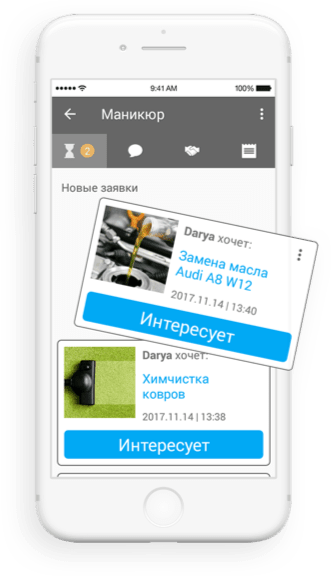 9:41 AM 100%
Маникюр
2
Новые заявки
Darya хочет:
Замена масла
Audi A8 W12
2017.11.14 | 13:40
Интересует
Darya хочет:
Химчистка
ковров
2017.11.14 | 13:38
Интересует